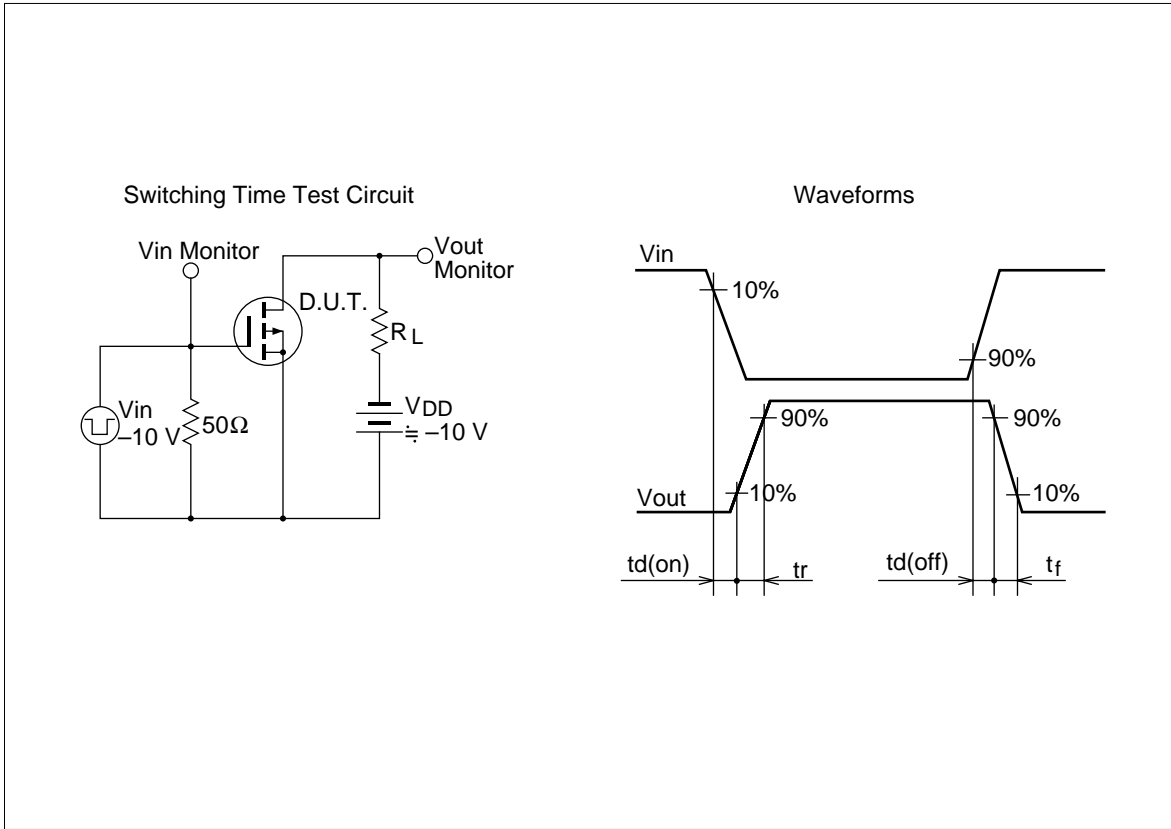 Switching Time Test Circuit
Vin Monitor
Vout
Monitor
D.U.T.
RL
Vin
–10 V
50Ω
VDD
≒ –10 V
Waveforms
Vin
10%
90%
90%
90%
10%
10%
Vout
td(on)
tr
td(off)
tf